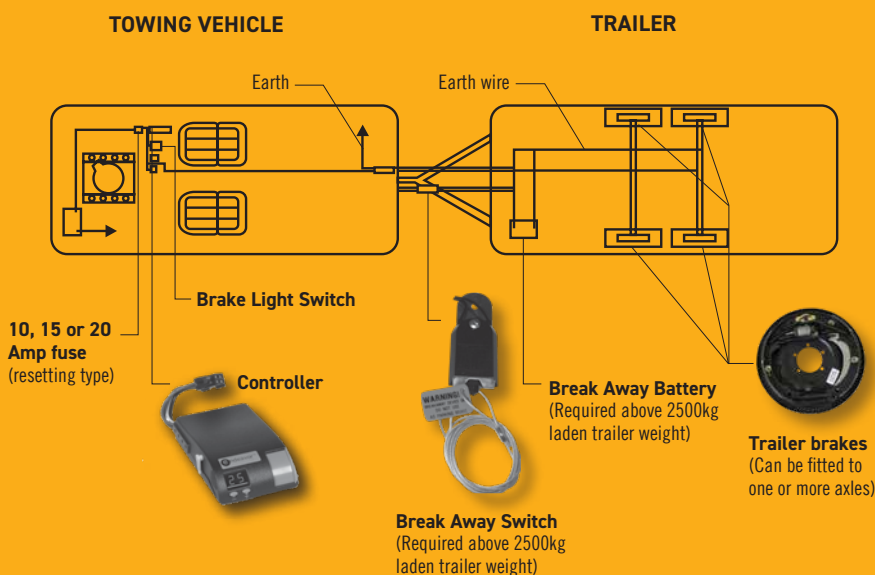 TOWING VEHICLE
TRAILER
Earth
Earth wire
Brake Light Switch
10, 15 or 20
Amp fuse
(resetting type)
Controller
25
WARNING!
Break Away Switch
(Required above 2500kg
laden trailer weight)
Break Away Battery
(Required above 2500kg
laden trailer weight)
Trailer brakes
(Can be fitted to
one or more axles)